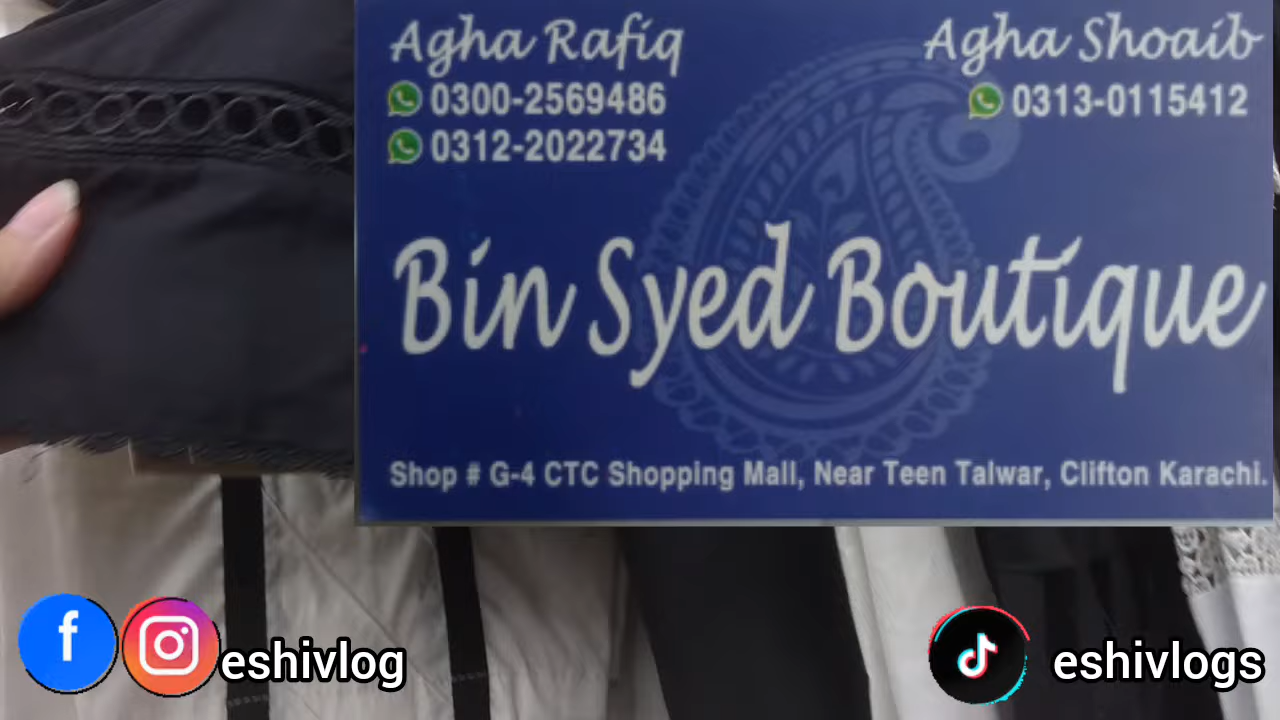 Agha Rafiq
0300-2569486
0312-2022734
Agha Shoaib
0313-0115412
Bin Syed Boutique
Shop # G-4 CTC Shopping Mall, Near Teen Talwar, Clifton Karachi.
eshivlog
eshivlogs